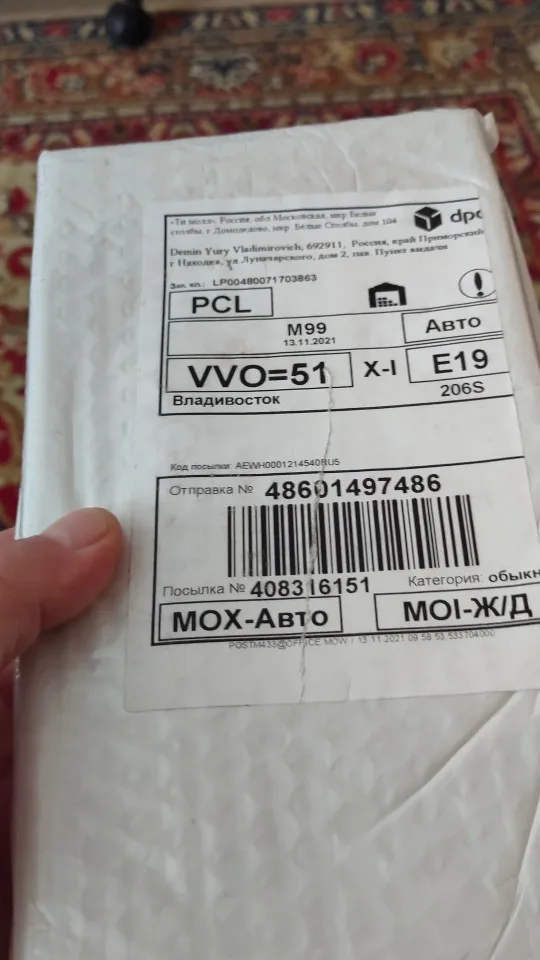 «Ти молл», Россия, обл Московская, мкр Белые
столбы, г Домодедово, мкр. Белые Столбы, дом 104
dpd
Demin Yury Vladimirovich, 692911, Россия, край Приморский
г Находка, ул Луначарского, дом 2, пав. Пункт выдачи
Зак. кл.: LP00480071703863
PCL
M99
13.11.2021
Авто
VVO=51
X-I
E19
Владивосток
206S
Код посылки: AEWH0001214540RU5
Отправка № 48601497486
Посылка № 408316151
Категория: обыкн
МОХ-Авто
MOI-Ж/Д
POSTM433@OFFICE.MOW / 13 11 2021 09 58 53.533704000